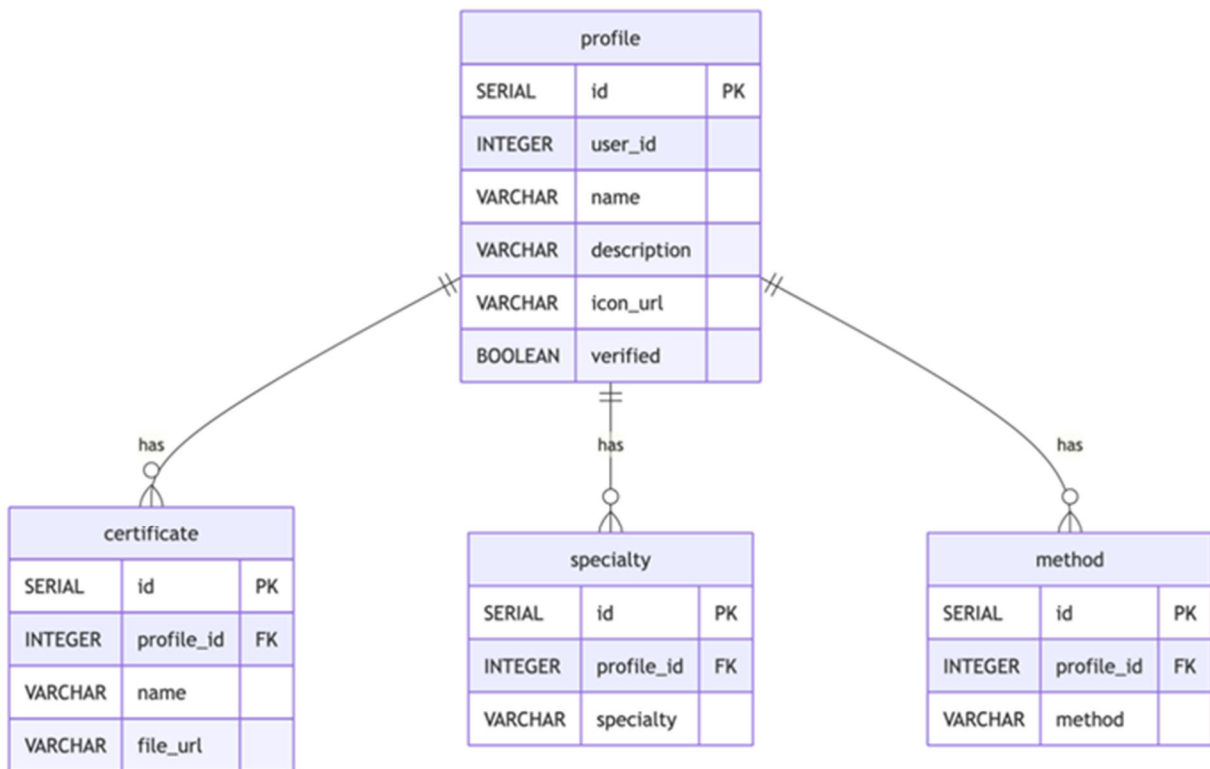 profile
SERIAL id PK
INTEGER user_id
VARCHAR name
VARCHAR description
VARCHAR icon_url
BOOLEAN verified
has
has
has
certificate
SERIAL id PK
INTEGER profile_id FK
VARCHAR name
VARCHAR file_url
specialty
SERIAL id PK
INTEGER profile_id FK
VARCHAR specialty
method
SERIAL id PK
INTEGER profile_id FK
VARCHAR method